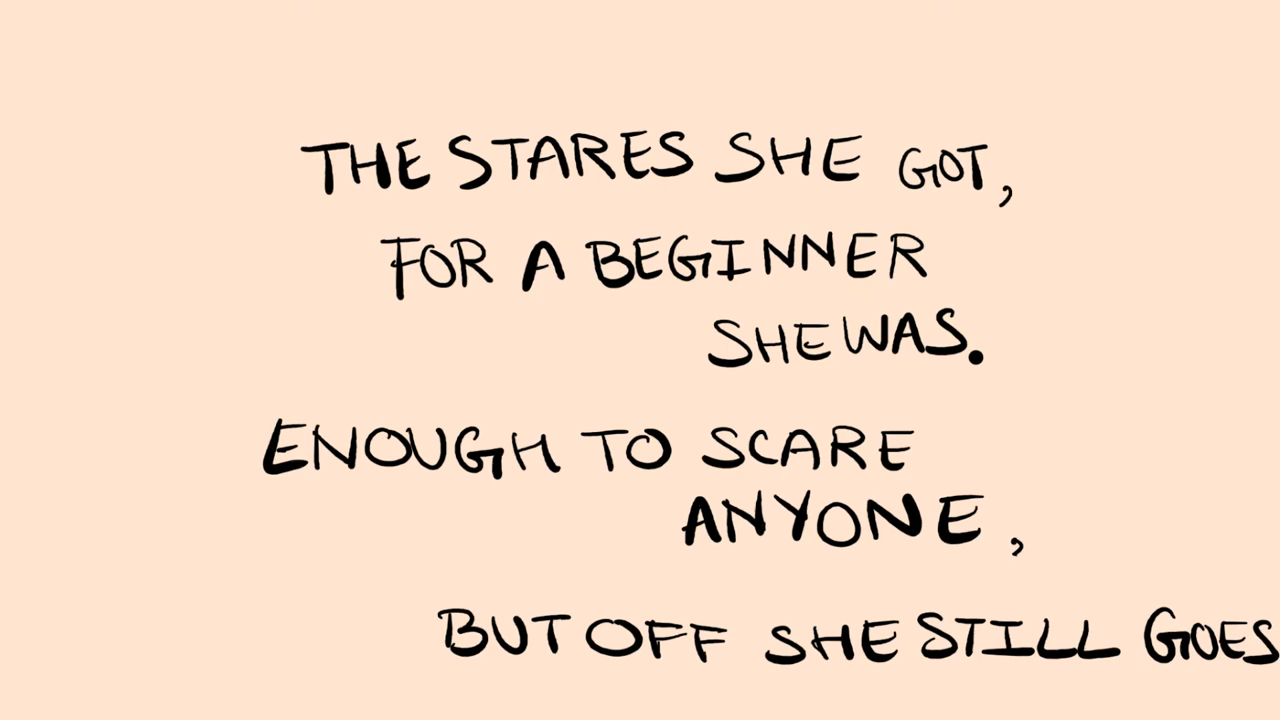 THE STARES SHE GOT,
FOR A BEGINNER
SHE WAS.
ENOUGH TO SCARE
ANYONE,
BUT OFF SHE STILL GOES